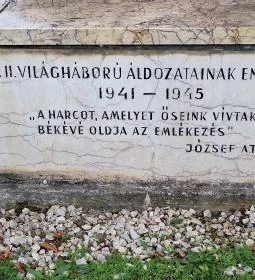 II. VILÁGHÁBORÚ ÁLDOZATAINAK EM
1941 — 1945
„A HARCOT, AMELYET ŐSEINK VÍVTAK
BÉKÉVÉ OLDJA AZ EMLÉKEZÉS"
JÓZSEF AT